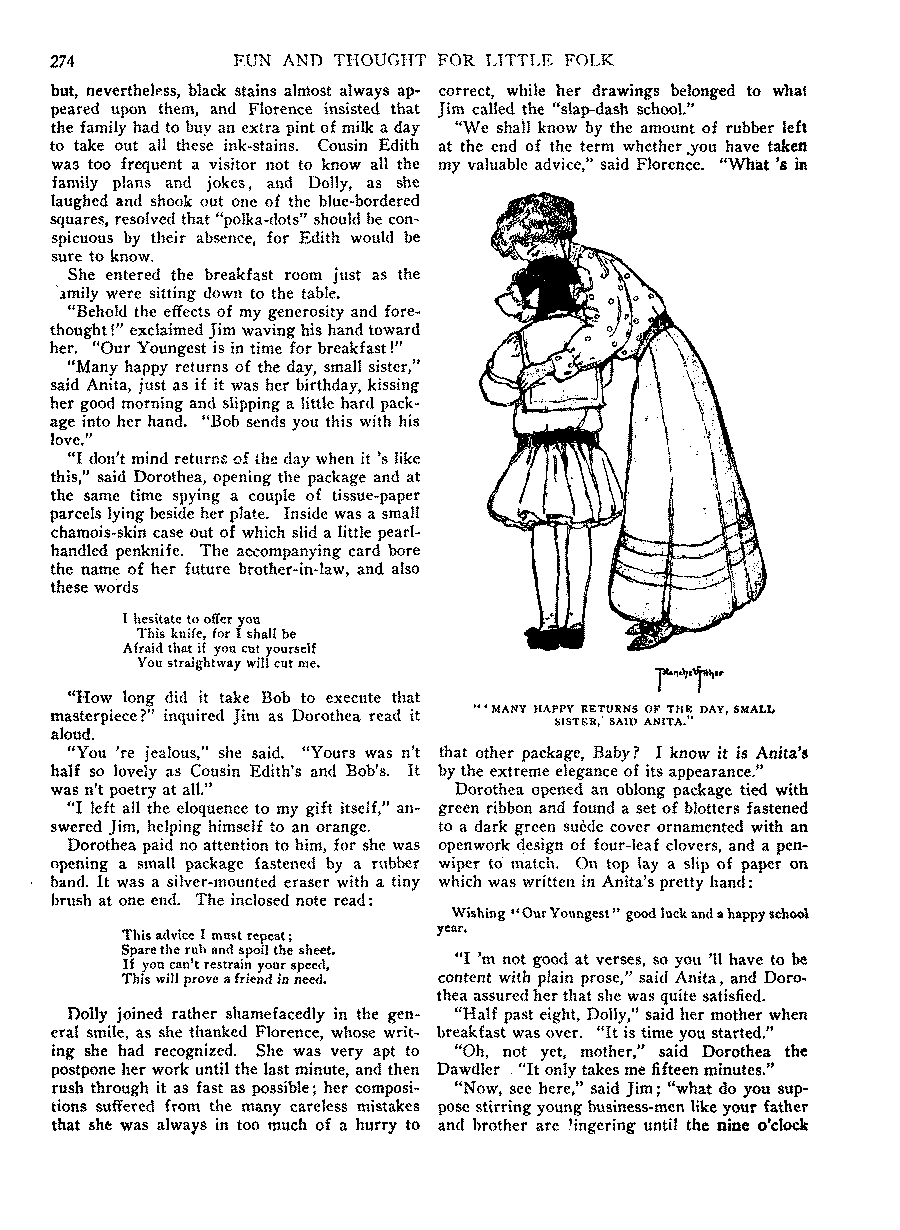 274 FUN AND THOUGHT FOR LITTLE FOLK
but, nevertheless, black stains almost always ap-
peared upon them, and Florence insisted that
the family had to buy an extra pint of milk a day
to take out all these ink-stains. Cousin Edith
was too frequent a visitor not to know all the
family plans and jokes, and Dolly, as she
laughed and shook out one of the blue-bordered
squares, resolved that "polka-dots" should be con-
spicuous by their absence, for Edith would be
sure to know.
She entered the breakfast room just as the
amily were sitting down to the table.
"Behold the effects of my generosity and fore-
thought!" exclaimed Jim waving his hand toward
her. "Our Youngest is in time for breakfast!"
"Many happy returns of the day, small sister,"
said Anita, just as if it was her birthday, kissing
her good morning and slipping a little hard pack-
age into her hand. "Bob sends you this with his
love."
"I don't mind returns of the day when it 's like
this," said Dorothea, opening the package and at
the same time spying a couple of tissue-paper
parcels lying beside her plate. Inside was a small
chamois-skin case out of which slid a little pearl-
handled penknife. The accompanying card bore
the name of her future brother-in-law, and also
these words
I hesitate to offer you
This knife, for I shall be
Afraid that if you cut yourself
You straightway will cut me.
"How long did it take Bob to execute that
masterpiece?" inquired Jim as Dorothea read it
aloud.
"You 're jealous," she said. "Yours was n't
half so lovely as Cousin Edith's and Bob's. It
was n't poetry at all."
"I left all the eloquence to my gift itself," an-
swered Jim, helping himself to an orange.
Dorothea paid no attention to him, for she was
opening a small package fastened by a rubber
band. It was a silver-mounted eraser with a tiny
brush at one end. The inclosed note read:
This advice I must repeat;
Spare the rub and spoil the sheet.
If you can't restrain your speed,
This will prove a friend in need.
Dolly joined rather shamefacedly in the gen-
eral smile, as she thanked Florence, whose writ-
ing she had recognized. She was very apt to
postpone her work until the last minute, and then
rush through it as fast as possible; her composi-
tions suffered from the many careless mistakes
that she was always in too much of a hurry to
correct, while her drawings belonged to what
Jim called the "slap-dash school."
"We shall know by the amount of rubber left
at the end of the term whether you have taken
my valuable advice," said Florence. "What 's in
"'MANY HAPPY RETURNS OF THE DAY, SMALL
SISTER,' SAID ANITA."
that other package, Baby? I know it is Anita's
by the extreme elegance of its appearance."
Dorothea opened an oblong package tied with
green ribbon and found a set of blotters fastened
to a dark green suède cover ornamented with an
openwork design of four-leaf clovers, and a pen-
wiper to match. On top lay a slip of paper on
which was written in Anita's pretty hand:
Wishing "Our Youngest" good luck and a happy school
year.
"I 'm not good at verses, so you 'll have to be
content with plain prose," said Anita, and Doro-
thea assured her that she was quite satisfied.
"Half past eight, Dolly," said her mother when
breakfast was over. "It is time you started."
"Oh, not yet, mother," said Dorothea the
Dawdler. "It only takes me fifteen minutes."
"Now, see here," said Jim; "what do you sup-
pose stirring young business-men like your father
and brother are lingering until the nine o'clock